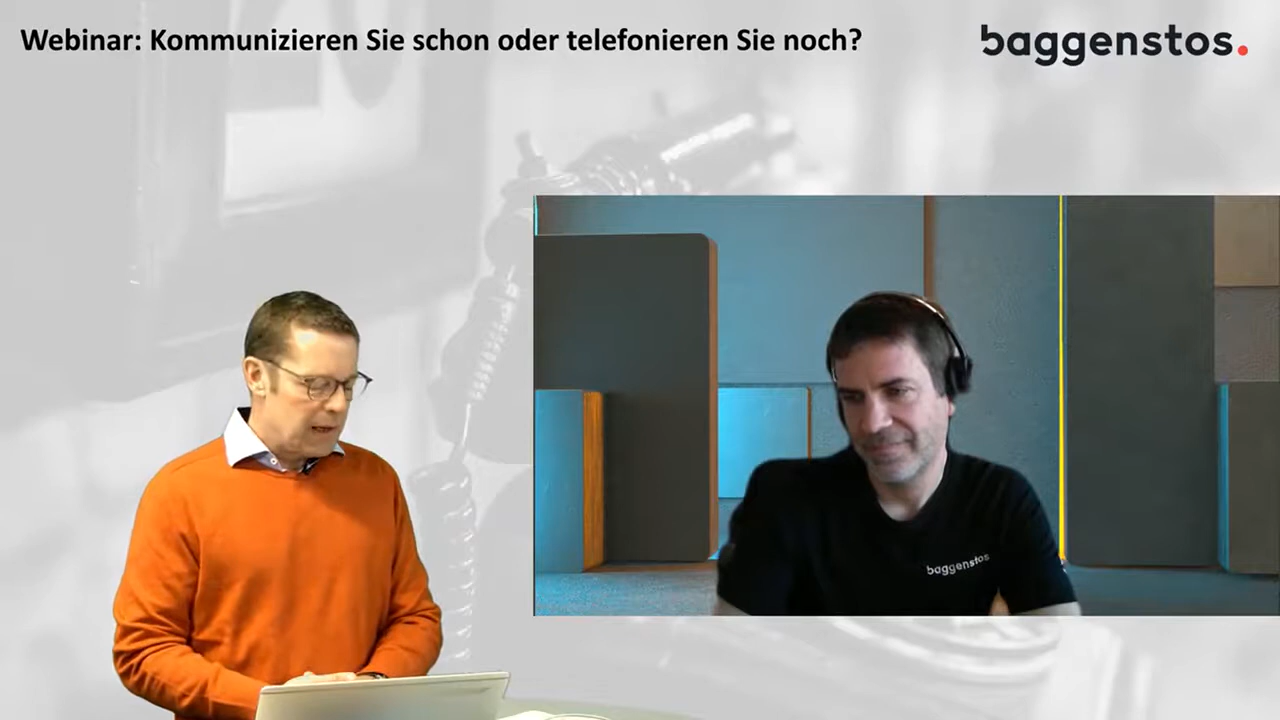 Webinar: Kommunizieren Sie schon oder telefonieren Sie noch?
baggenstos.
baggenstos